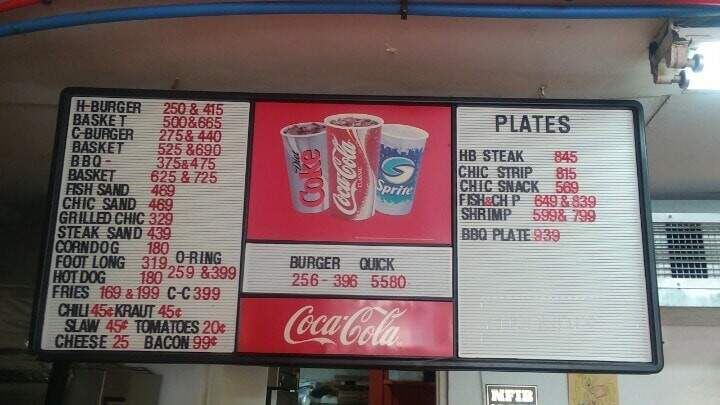 H-BURGER 250 & 415
BASKET 500&665
C-BURGER 275 & 440
BASKET 525 &690
BBQ- 375&475
BASKET 625 & 725
FISH SAND 469
CHIC SAND 469
GRILLED CHIC 329
STEAK SAND 439
CORNDOG 180
FOOT LONG 319 O-RING
HOT DOG 180 259 &399
FRIES 169 &199 C-C 399
CHILI 45¢ KRAUT 45¢
SLAW 45¢ TOMATOES 20¢
CHEESE 25 BACON 99¢
Diet Coke
Coca-Cola
CLASSIC
Sprite
BURGER QUICK
256-396 5580
Coca-Cola
PLATES
HB STEAK 845
CHIC STRIP 815
CHIC SNACK 569
FISH&CH P 649 &839
SHRIMP 599& 799
BBQ PLATE 939
NFIB